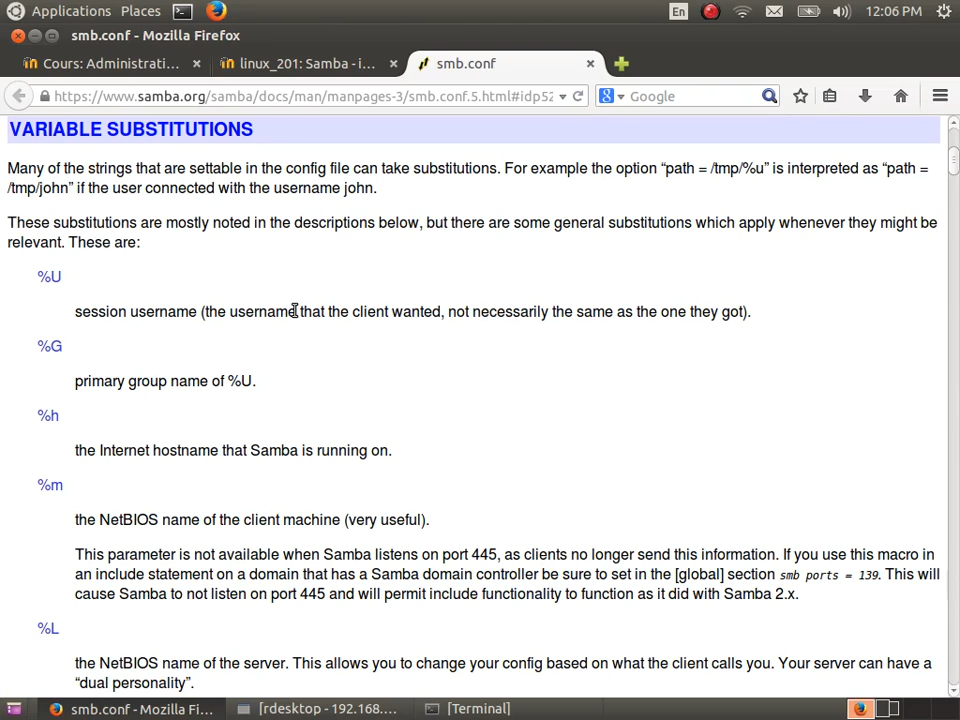 Applications Places En 12:06 PM
smb.conf - Mozilla Firefox
Cours: Administrati... linux_201: Samba - i... smb.conf
https://www.samba.org/samba/docs/man/manpages-3/smb.conf.5.html#idp52 Google
VARIABLE SUBSTITUTIONS
Many of the strings that are settable in the config file can take substitutions. For example the option “path = /tmp/%u” is interpreted as “path =
/tmp/john” if the user connected with the username john.
These substitutions are mostly noted in the descriptions below, but there are some general substitutions which apply whenever they might be
relevant. These are:
%U
session username (the username that the client wanted, not necessarily the same as the one they got).
%G
primary group name of %U.
%h
the Internet hostname that Samba is running on.
%m
the NetBIOS name of the client machine (very useful).
This parameter is not available when Samba listens on port 445, as clients no longer send this information. If you use this macro in
an include statement on a domain that has a Samba domain controller be sure to set in the [global] section smb ports = 139. This will
cause Samba to not listen on port 445 and will permit include functionality to function as it did with Samba 2.x.
%L
the NetBIOS name of the server. This allows you to change your config based on what the client calls you. Your server can have a
“dual personality”.
smb.conf - Mozilla Fi... [rdesktop - 192.168.... [Terminal]